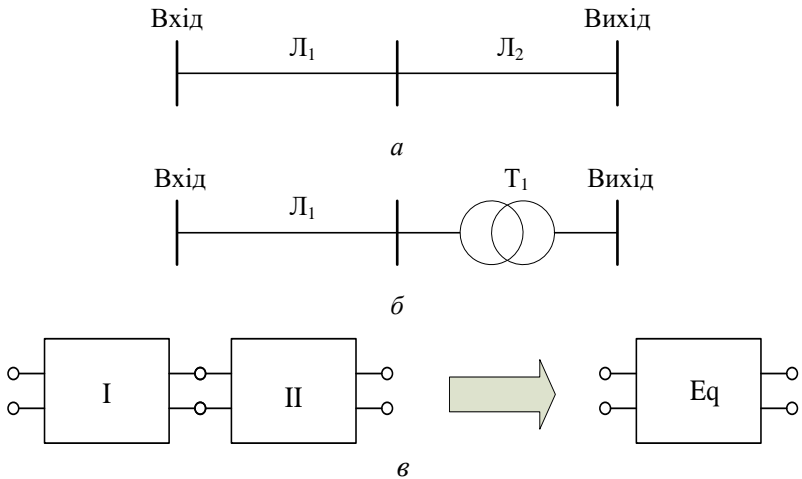 Вхід Вихід
Л₁ Л₂
а
Вхід Т₁ Вихід
Л₁
б
I II Eq
в